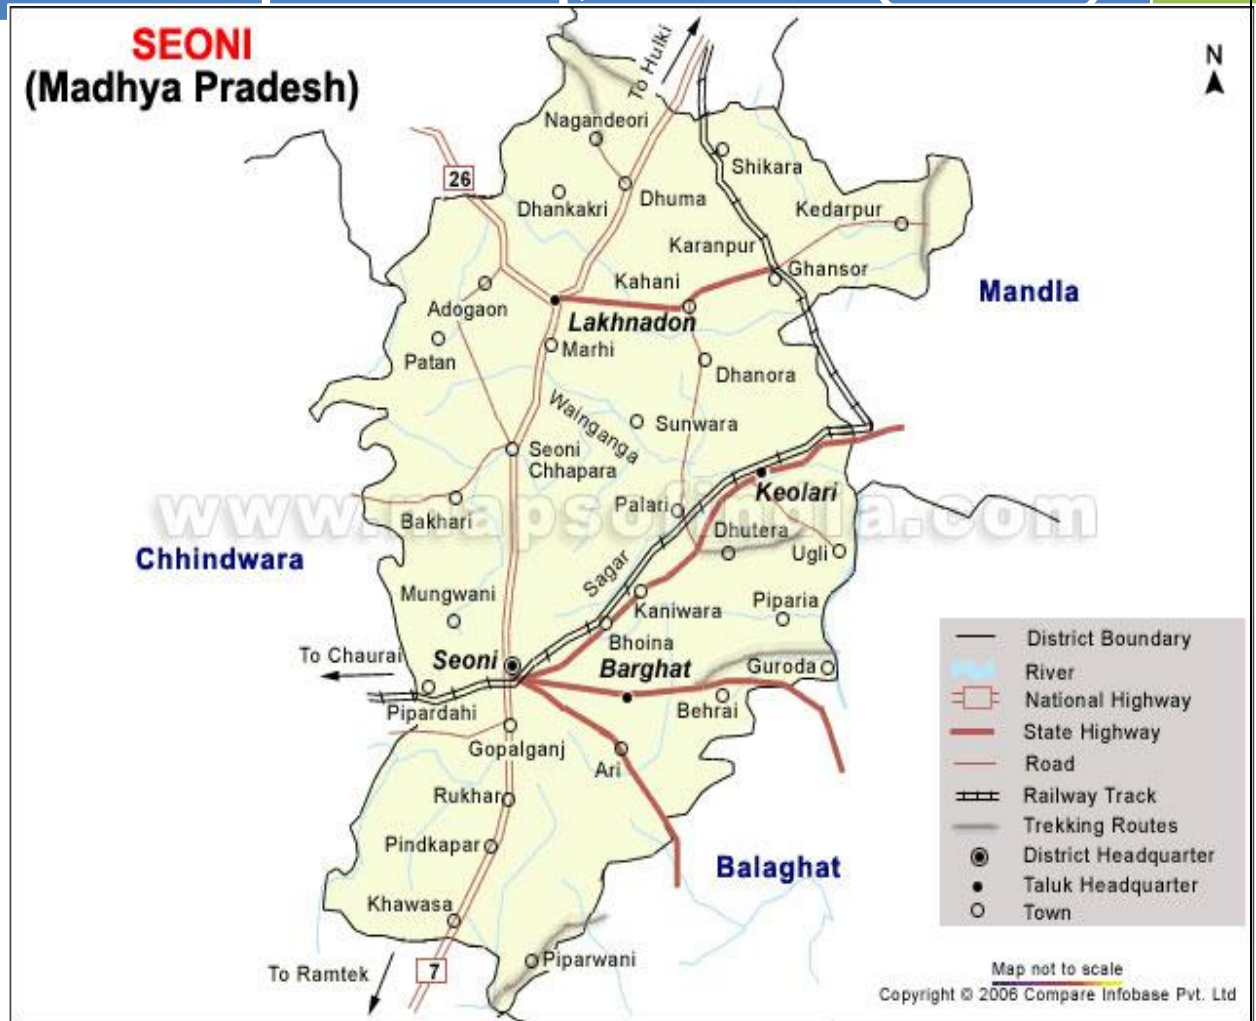 SEONI
(Madhya Pradesh)
N
To Hulki
Nagandeori
Shikara
26
Dhankakri
Dhuma
Kedarpur
Karanpur
Kahani
Ghansor
Mandla
Adogaon
Lakhnadon
Patan
Marhi
Dhanora
Wainganga
Sunwara
Seoni
Chhapara
Keolari
www.mapsofindia.com
Bakhari
Palari
Dhutera
Ugli
Chhindwara
Sagar
Mungwani
Kaniwara
Piparia
Bhoina
To Chaurai
Seoni
Barghat
Guroda
Pipardahi
Behrai
Gopalganj
Ari
Rukhar
Pindkapar
Balaghat
Khawasa
To Ramtek
7
Piparwani
District Boundary
River
National Highway
State Highway
Road
Railway Track
Trekking Routes
District Headquarter
Taluk Headquarter
Town
Map not to scale
Copyright © 2006 Compare Infobase Pvt. Ltd